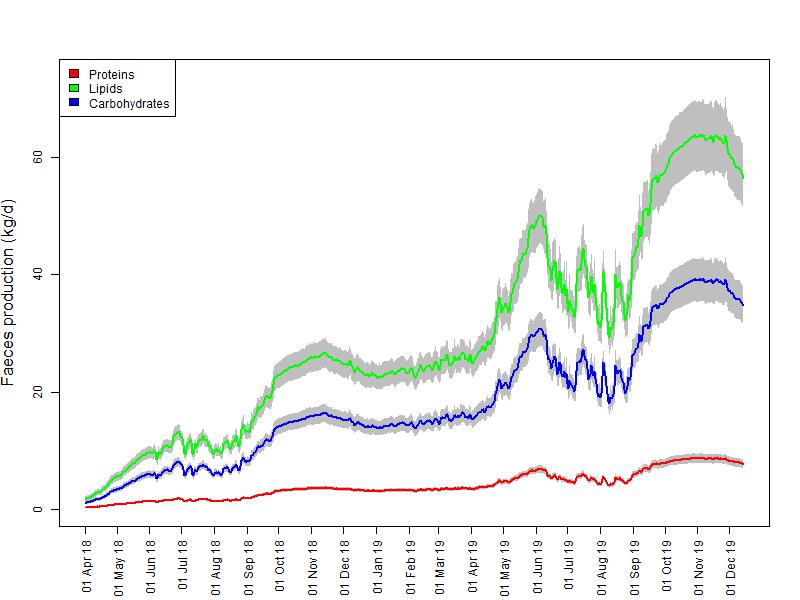 Proteins
Lipids
Carbohydrates
Faeces production (kg/d)
60
40
20
0
01 Apr 18
01 May 18
01 Jun 18
01 Jul 18
01 Aug 18
01 Sep 18
01 Oct 18
01 Nov 18
01 Dec 18
01 Jan 19
01 Feb 19
01 Mar 19
01 Apr 19
01 May 19
01 Jun 19
01 Jul 19
01 Aug 19
01 Sep 19
01 Oct 19
01 Nov 19
01 Dec 19